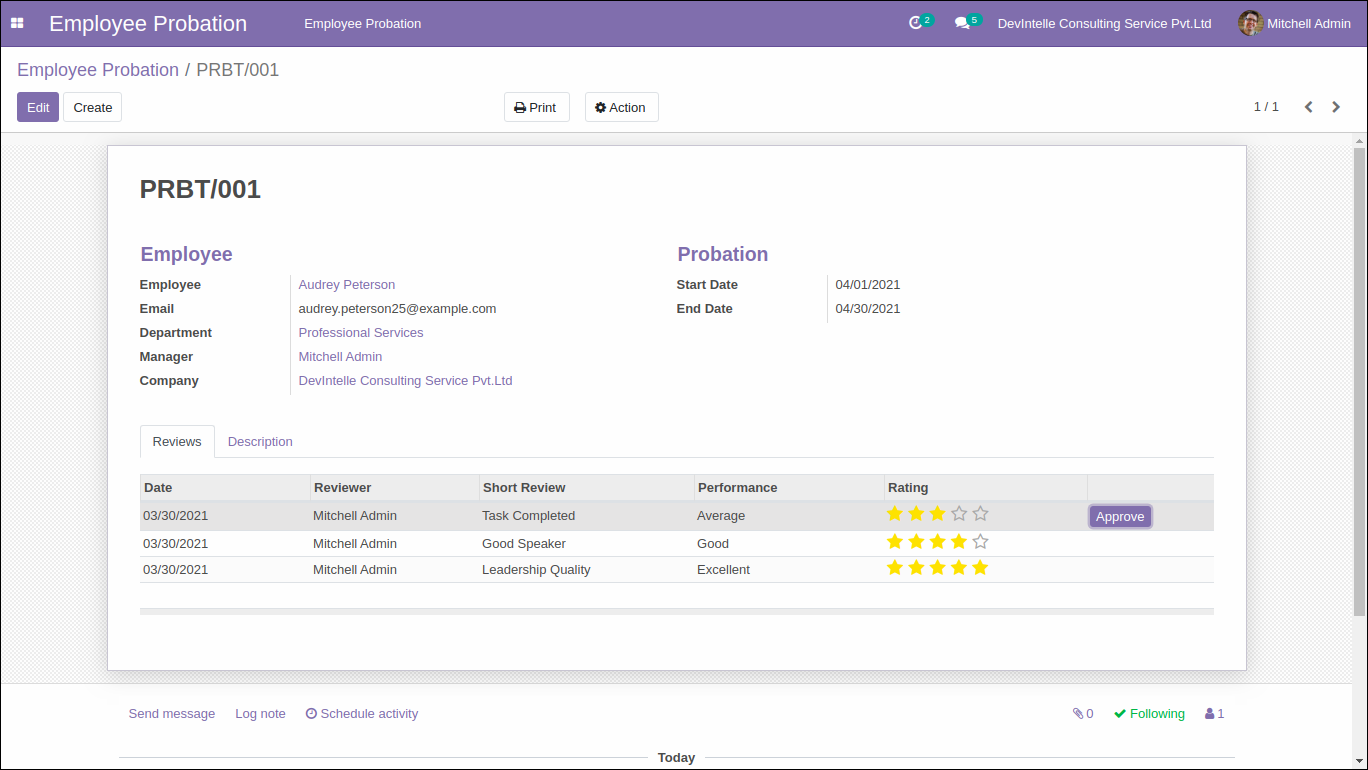 Employee Probation Employee Probation 2 5 DevIntelle Consulting Service Pvt.Ltd Mitchell Admin
Employee Probation / PRBT/001
Edit Create Print Action 1 / 1
PRBT/001
Employee Probation
Employee Audrey Peterson Start Date 04/01/2021
Email audrey.peterson25@example.com End Date 04/30/2021
Department Professional Services
Manager Mitchell Admin
Company DevIntelle Consulting Service Pvt.Ltd
Reviews Description
Date Reviewer Short Review Performance Rating
03/30/2021 Mitchell Admin Task Completed Average Approve
03/30/2021 Mitchell Admin Good Speaker Good
03/30/2021 Mitchell Admin Leadership Quality Excellent
Send message Log note Schedule activity 0 Following 1
Today